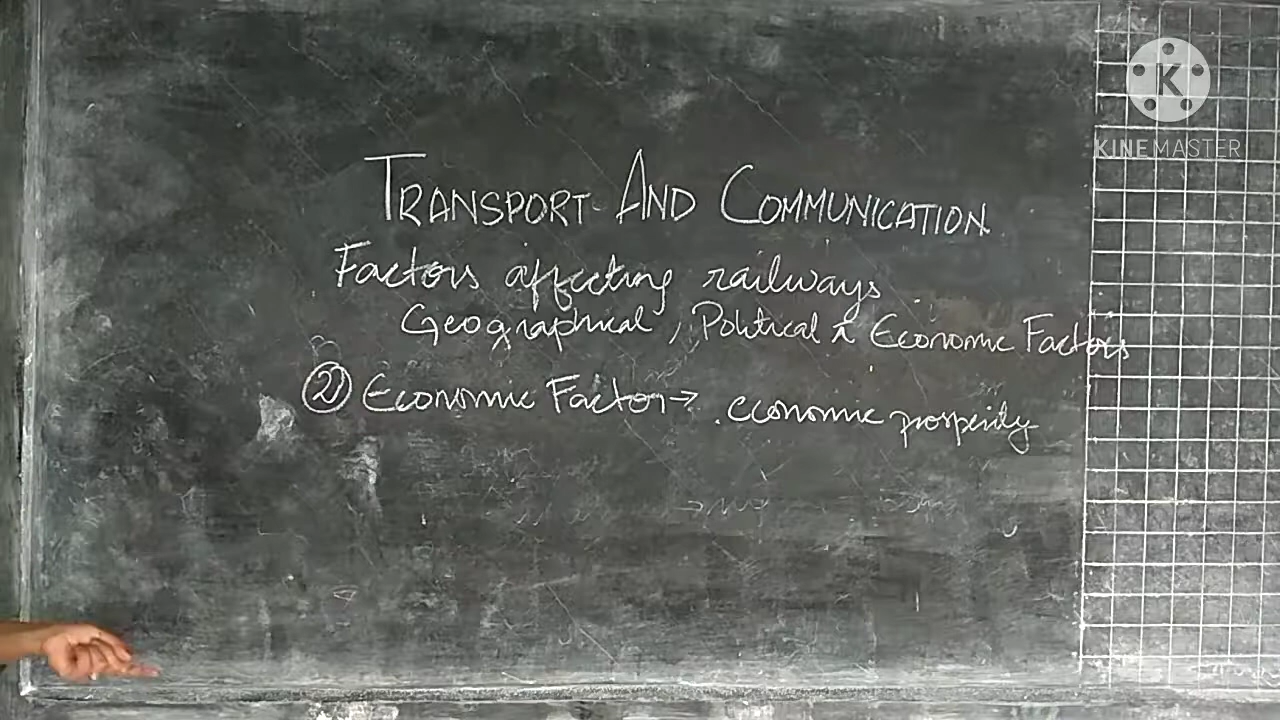 K
KINEMASTER
TRANSPORT AND COMMUNICATION
Factors affecting railways
Geographical, Political & Economic Factors
② Economic Factor → economic prosperity